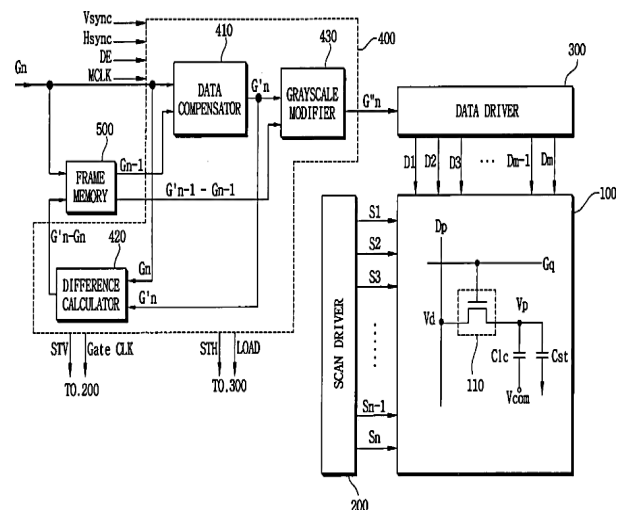 Vsync
Hsync
DE
MCLK
Gn
410
DATA
COMPENSATOR
G'n
430
GRAYSCALE
MODIFIER
400
G"n
300
DATA DRIVER
D1
D2
D3
...
Dm-1
Dm
500
FRAME
MEMORY
Gn-1
G'n-1 - Gn-1
G'n-Gn
420
DIFFERENCE
CALCULATOR
Gn
G'n
STV
Gate CLK
TO.200
STH
LOAD
TO.300
SCAN DRIVER
200
S1
S2
S3
Sn-1
Sn
100
Dp
Gq
Vd
Vp
110
Clc
Cst
Vcom